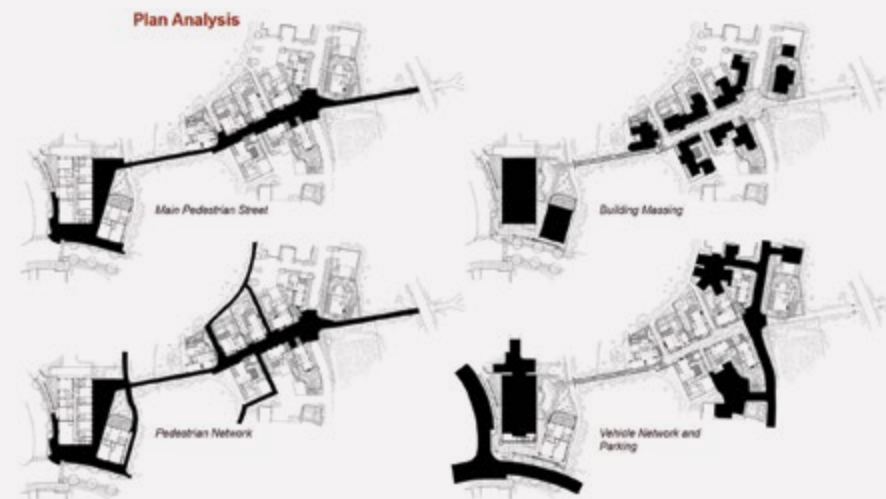 Plan Analysis
Main Pedestrian Street
Building Massing
Pedestrian Network
Vehicle Network and
Parking